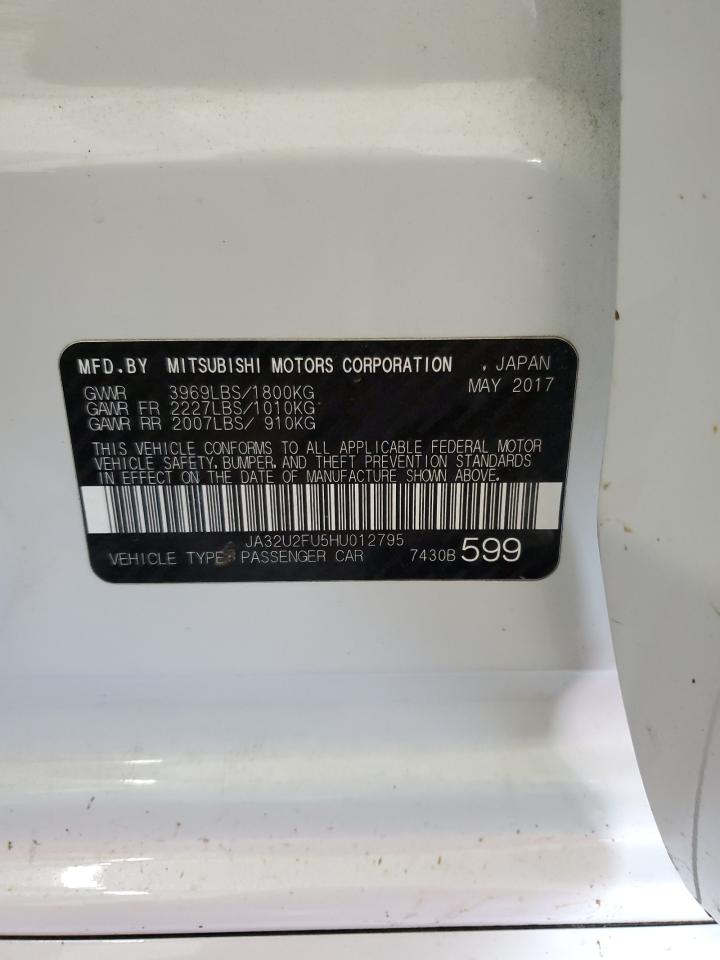 MFD.BY MITSUBISHI MOTORS CORPORATION , JAPAN
MAY 2017
GVWR 3969LBS/1800KG
GAWR FR 2227LBS/1010KG
GAWR RR 2007LBS/ 910KG
THIS VEHICLE CONFORMS TO ALL APPLICABLE FEDERAL MOTOR
VEHICLE SAFETY, BUMPER, AND THEFT PREVENTION STANDARDS
IN EFFECT ON THE DATE OF MANUFACTURE SHOWN ABOVE.
JA32U2FU5HU012795
VEHICLE TYPE: PASSENGER CAR 7430B 599